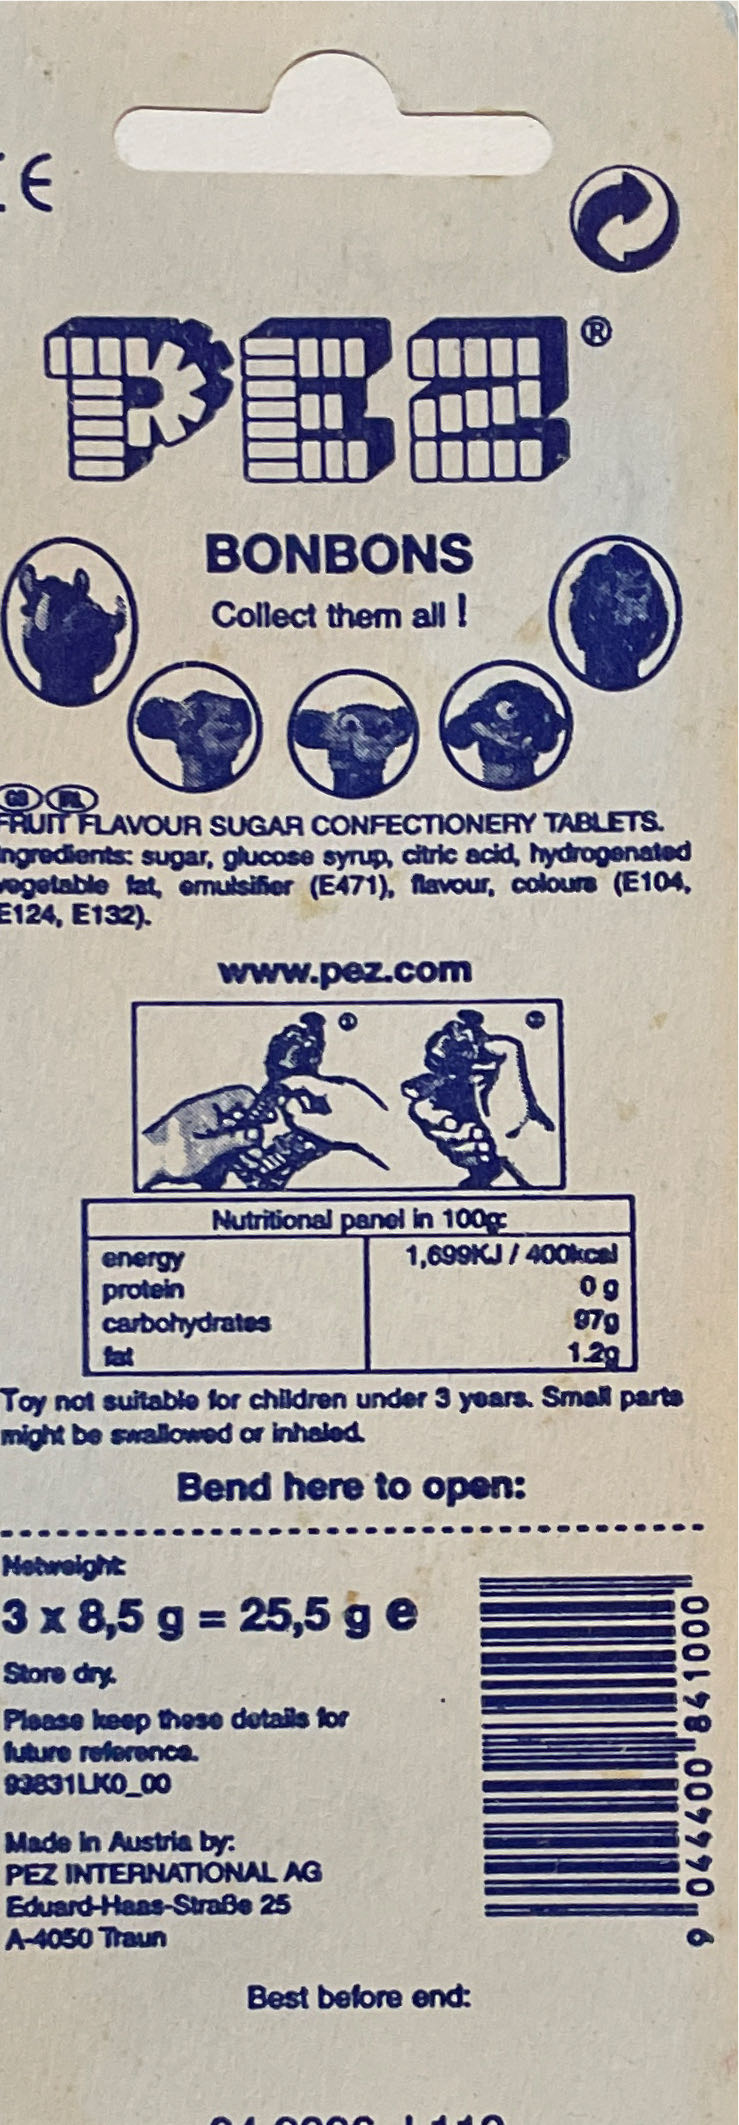 CE
PEZ®
BONBONS
Collect them all !
GB
FRUIT FLAVOUR SUGAR CONFECTIONERY TABLETS.
Ingredients: sugar, glucose syrup, citric acid, hydrogenated
vegetable fat, emulsifier (E471), flavour, colours (E104,
E124, E132).
www.pez.com
Nutritional panel in 100g:
energy 1,699KJ / 400kcal
protein 0 g
carbohydrates 97g
fat 1.2g
Toy not suitable for children under 3 years. Small parts
might be swallowed or inhaled.
Bend here to open:
Netweight:
3 x 8,5 g = 25,5 g e
Store dry.
Please keep these details for
future reference.
93831LK0_00
Made in Austria by:
PEZ INTERNATIONAL AG
Eduard-Haas-Straße 25
A-4050 Traun
9 044400 841000
Best before end: